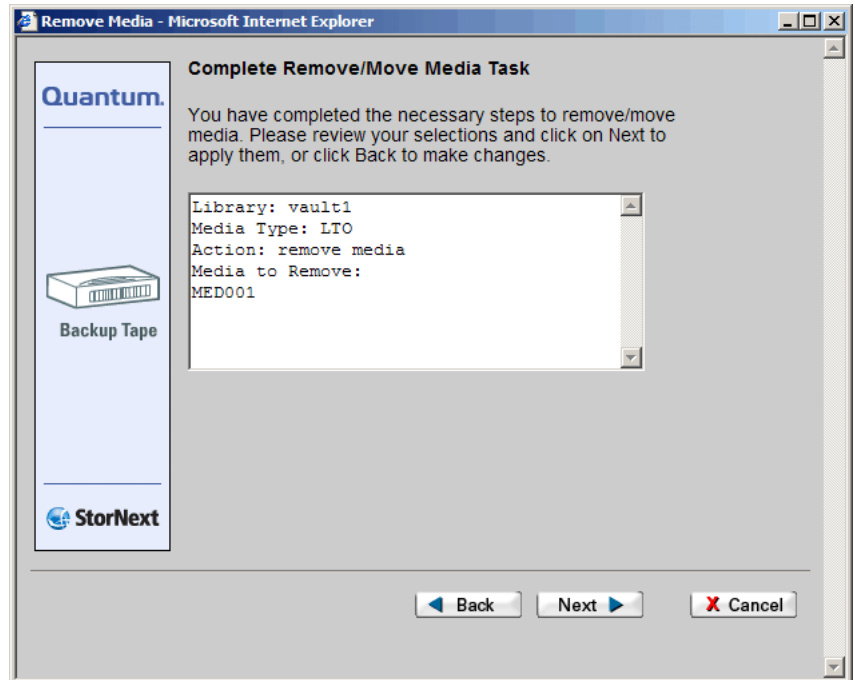 Remove Media - Microsoft Internet Explorer
Quantum.
Backup Tape
StorNext
Complete Remove/Move Media Task
You have completed the necessary steps to remove/move
media. Please review your selections and click on Next to
apply them, or click Back to make changes.
Library: vault1
Media Type: LTO
Action: remove media
Media to Remove:
MED001
Back
Next
X Cancel